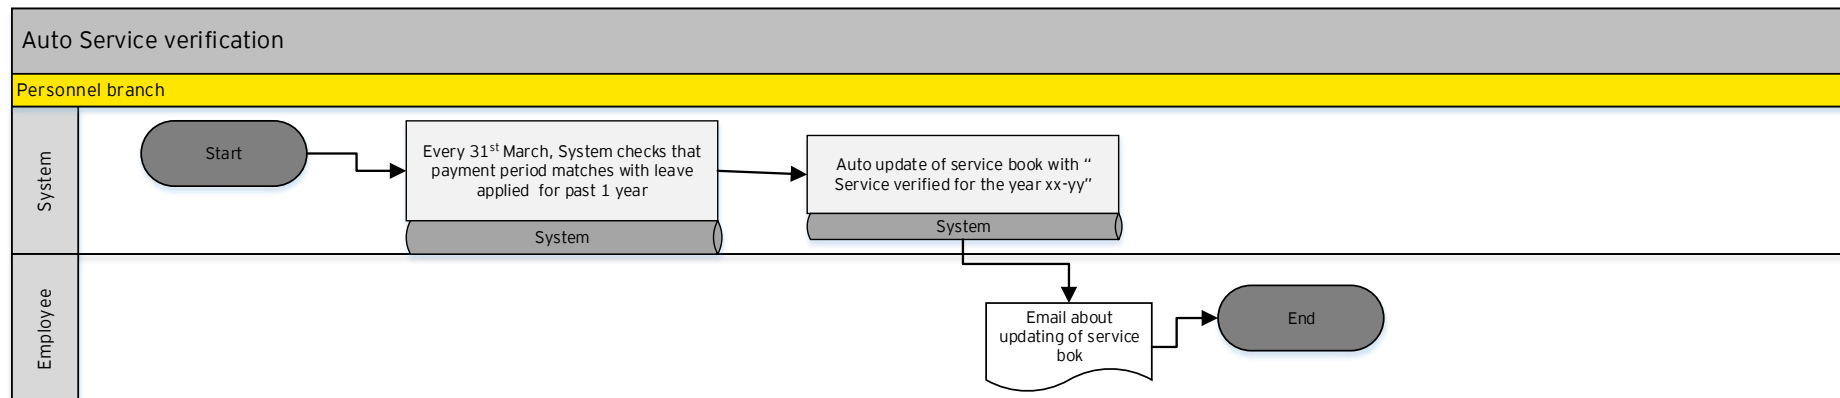 Auto Service verification
Personnel branch
System
Start
Every 31st March, System checks that
payment period matches with leave
applied for past 1 year
System
Auto update of service book with “
Service verified for the year xx-yy”
System
Employee
Email about
updating of service
bok
End